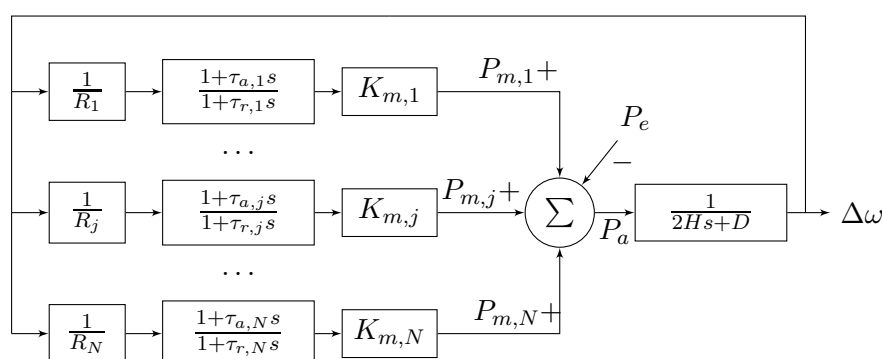 1/R_1 (1+τ_{a,1}s)/(1+τ_{r,1}s) K_{m,1} P_{m,1}+
P_e
. . . −
1/R_j (1+τ_{a,j}s)/(1+τ_{r,j}s) K_{m,j} P_{m,j}+ Σ P_a 1/(2Hs+D) Δω
. . .
1/R_N (1+τ_{a,N}s)/(1+τ_{r,N}s) K_{m,N} P_{m,N}+